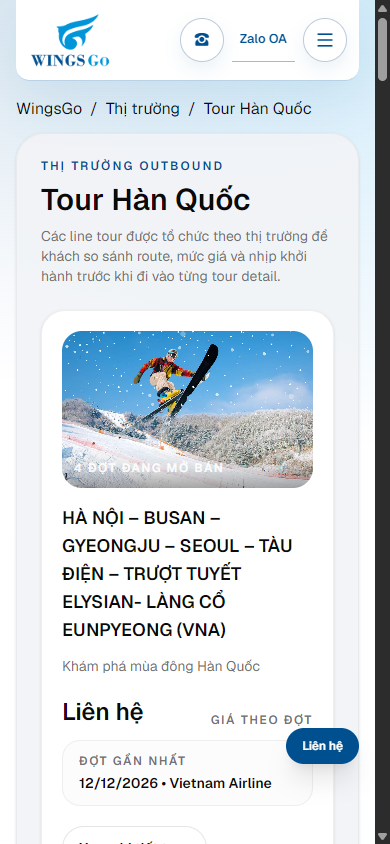 WINGS Go
Zalo OA
WingsGo / Thị trường / Tour Hàn Quốc
THỊ TRƯỜNG OUTBOUND
Tour Hàn Quốc
Các line tour được tổ chức theo thị trường để
khách so sánh route, mức giá và nhịp khởi
hành trước khi đi vào từng tour detail.
4 ĐỢT ĐANG MỞ BÁN
HÀ NỘI – BUSAN –
GYEONGJU – SEOUL – TÀU
ĐIỆN – TRƯỢT TUYẾT
ELYSIAN- LÀNG CỔ
EUNPYEONG (VNA)
Khám phá mùa đông Hàn Quốc
Liên hệ
GIÁ THEO ĐỢT
Liên hệ
ĐỢT GẦN NHẤT
12/12/2026 • Vietnam Airline